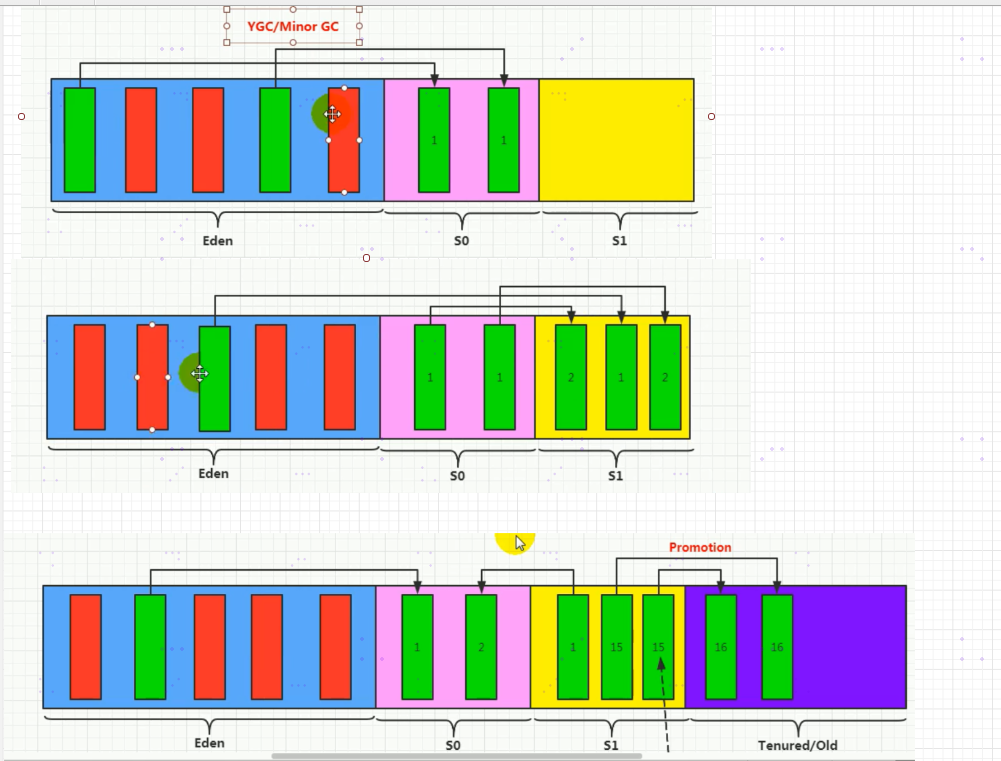 YGC/Minor GC
1 1
Eden S0 S1
1 1 2 1 2
Eden S0 S1
Promotion
1 2 1 15 15 16 16
Eden S0 S1 Tenured/Old